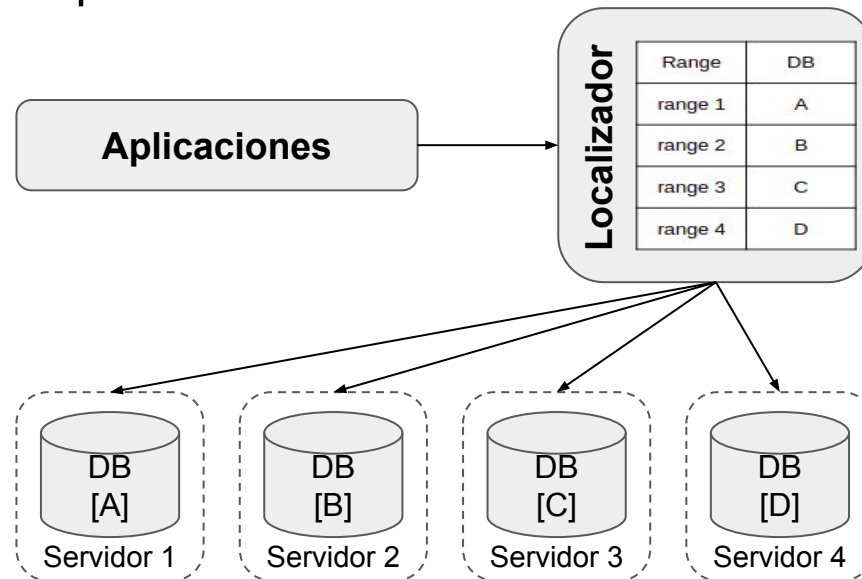 Aplicaciones
Localizador
Range DB
range 1 A
range 2 B
range 3 C
range 4 D
DB DB DB DB
[A] [B] [C] [D]
Servidor 1 Servidor 2 Servidor 3 Servidor 4